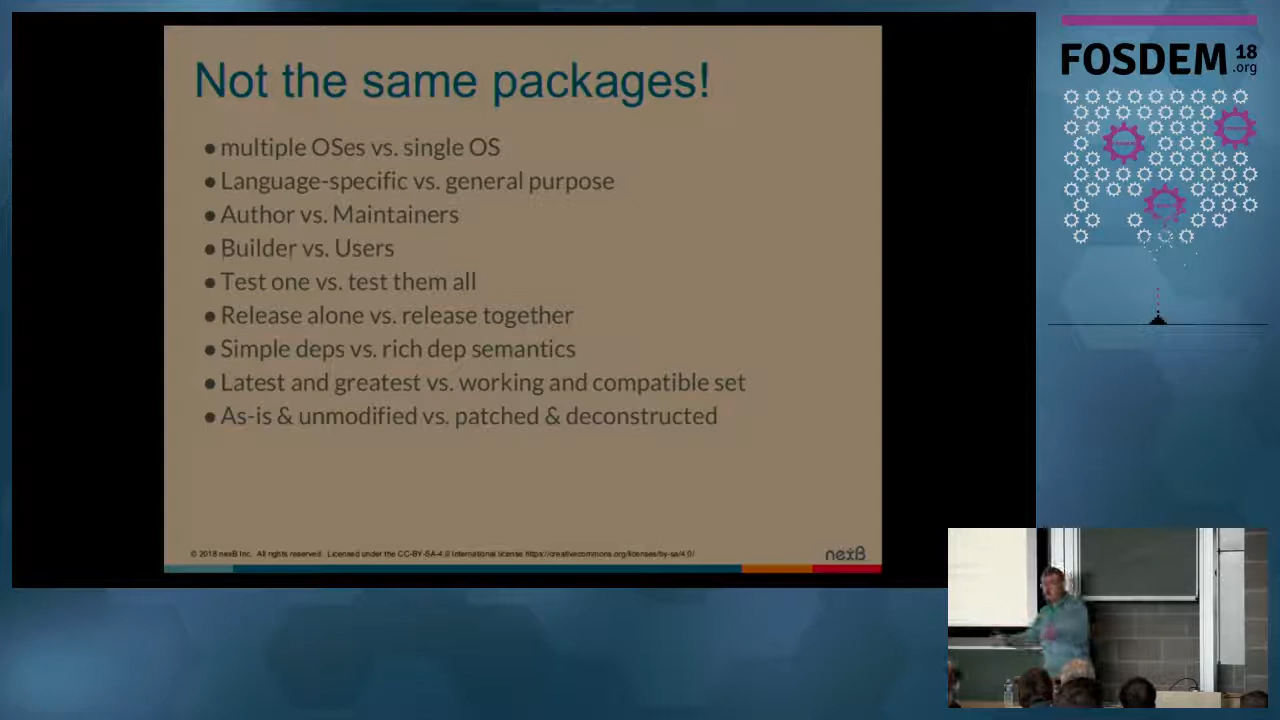 Not the same packages!
● multiple OSes vs. single OS
● Language-specific vs. general purpose
● Author vs. Maintainers
● Builder vs. Users
● Test one vs. test them all
● Release alone vs. release together
● Simple deps vs. rich dep semantics
● Latest and greatest vs. working and compatible set
● As-is & unmodified vs. patched & deconstructed
© 2018 nexB Inc. All rights reserved. Licensed under the CC-BY-SA-4.0 International license https://creativecommons.org/licenses/by-sa/4.0/
nexB
FOSDEM 18
.org